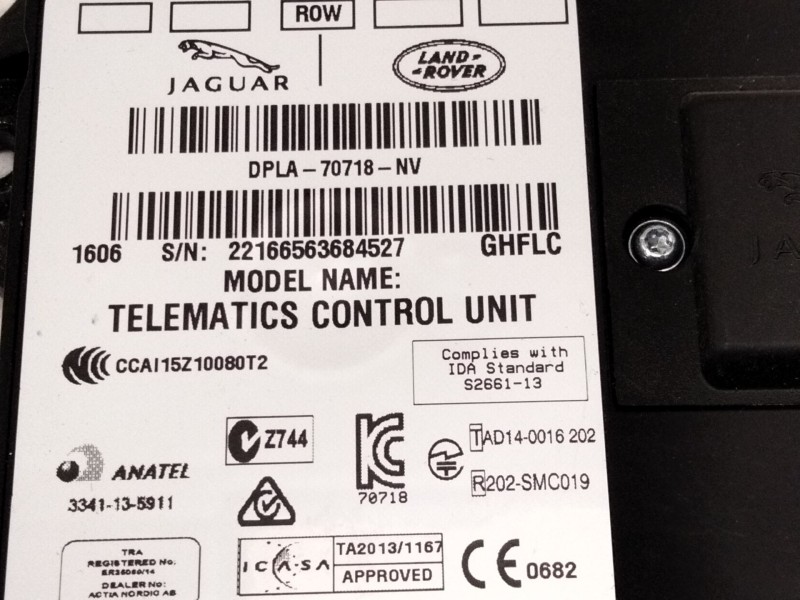 ROW
JAGUAR
LAND
ROVER
DPLA-70718-NV
1606 S/N: 22166563684527 GHFLC
MODEL NAME:
TELEMATICS CONTROL UNIT
CCAI15Z10080T2
Complies with
IDA Standard
S2661-13
Z744
ANATEL
3341-13-5911
70718
TAD14-0016 202
R202-SMC019
TRA
REGISTERED No:
DEALER No:
ACTIA NORDIC AB
ICASA
TA2013/1167
APPROVED
CE 0682
JA